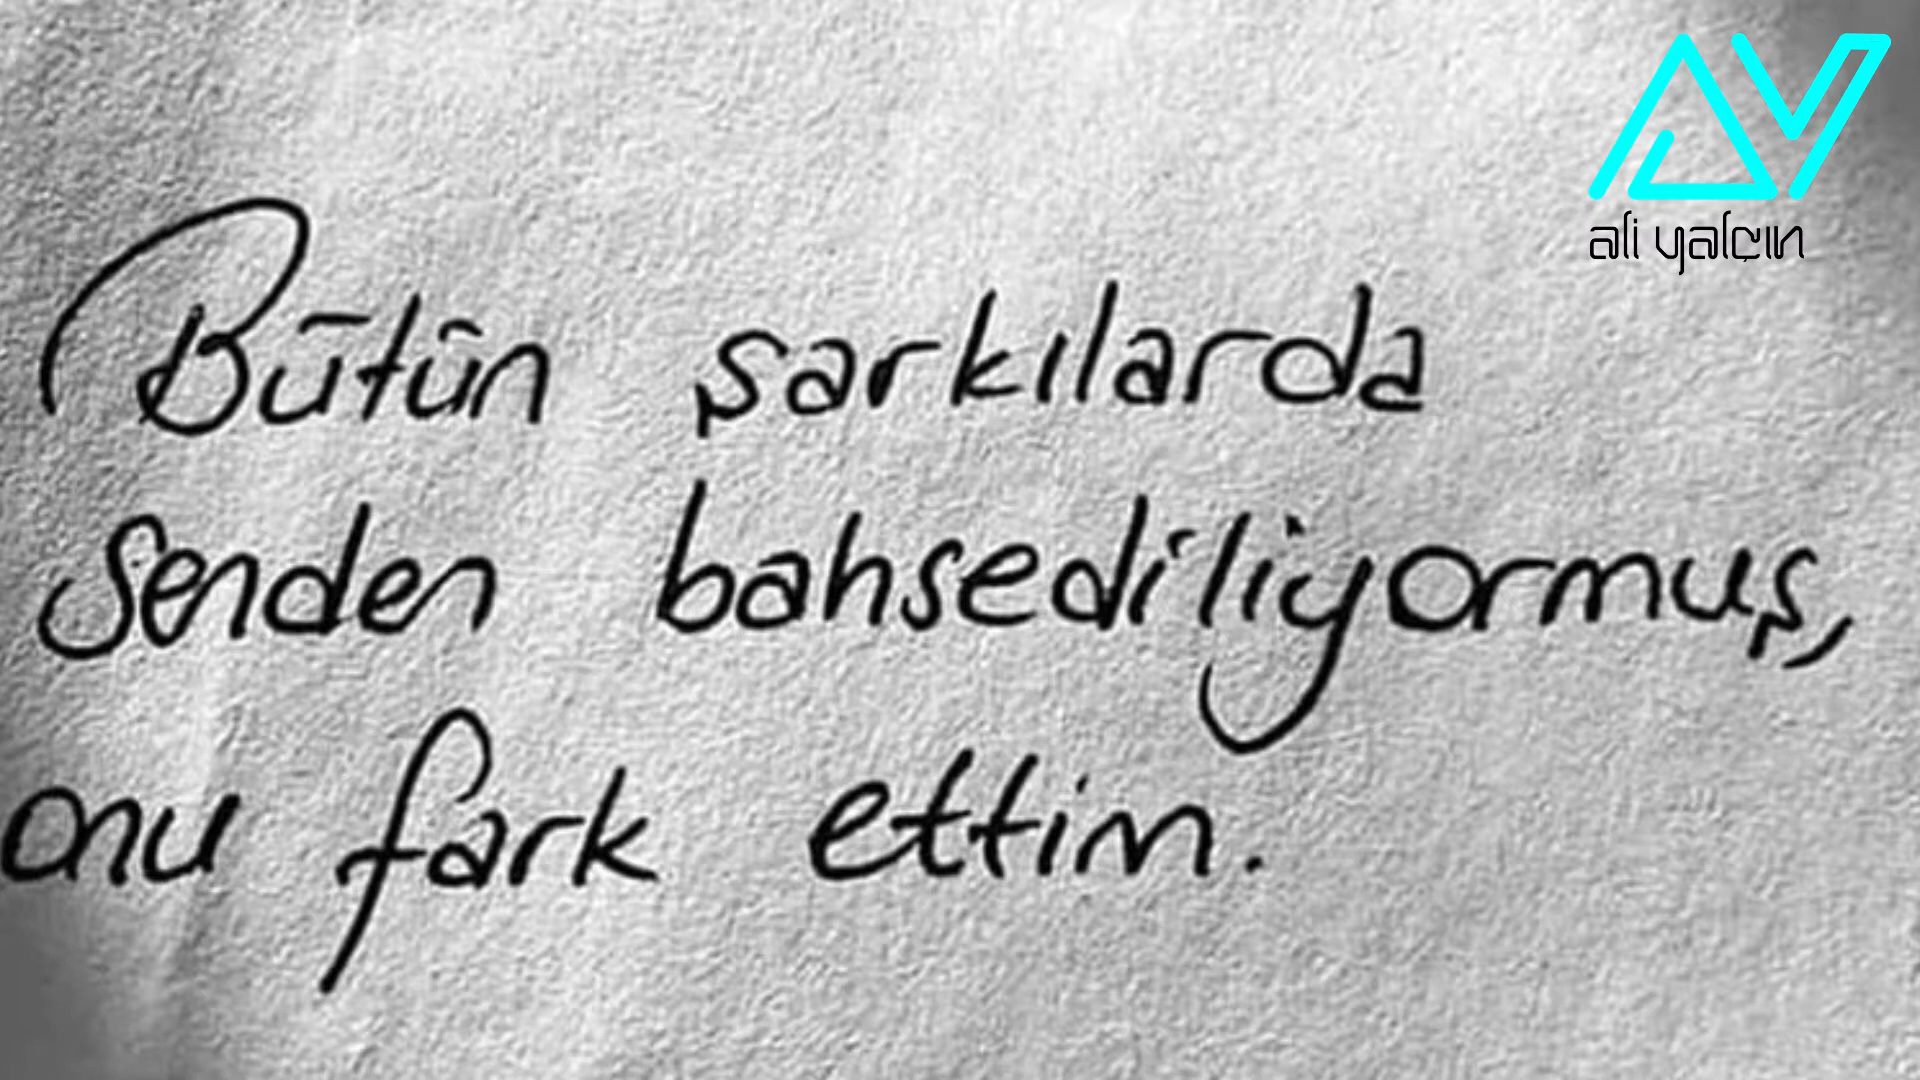 ali yalçın
Bütün şarkılarda
senden bahsediliyormuş,
onu fark ettim.